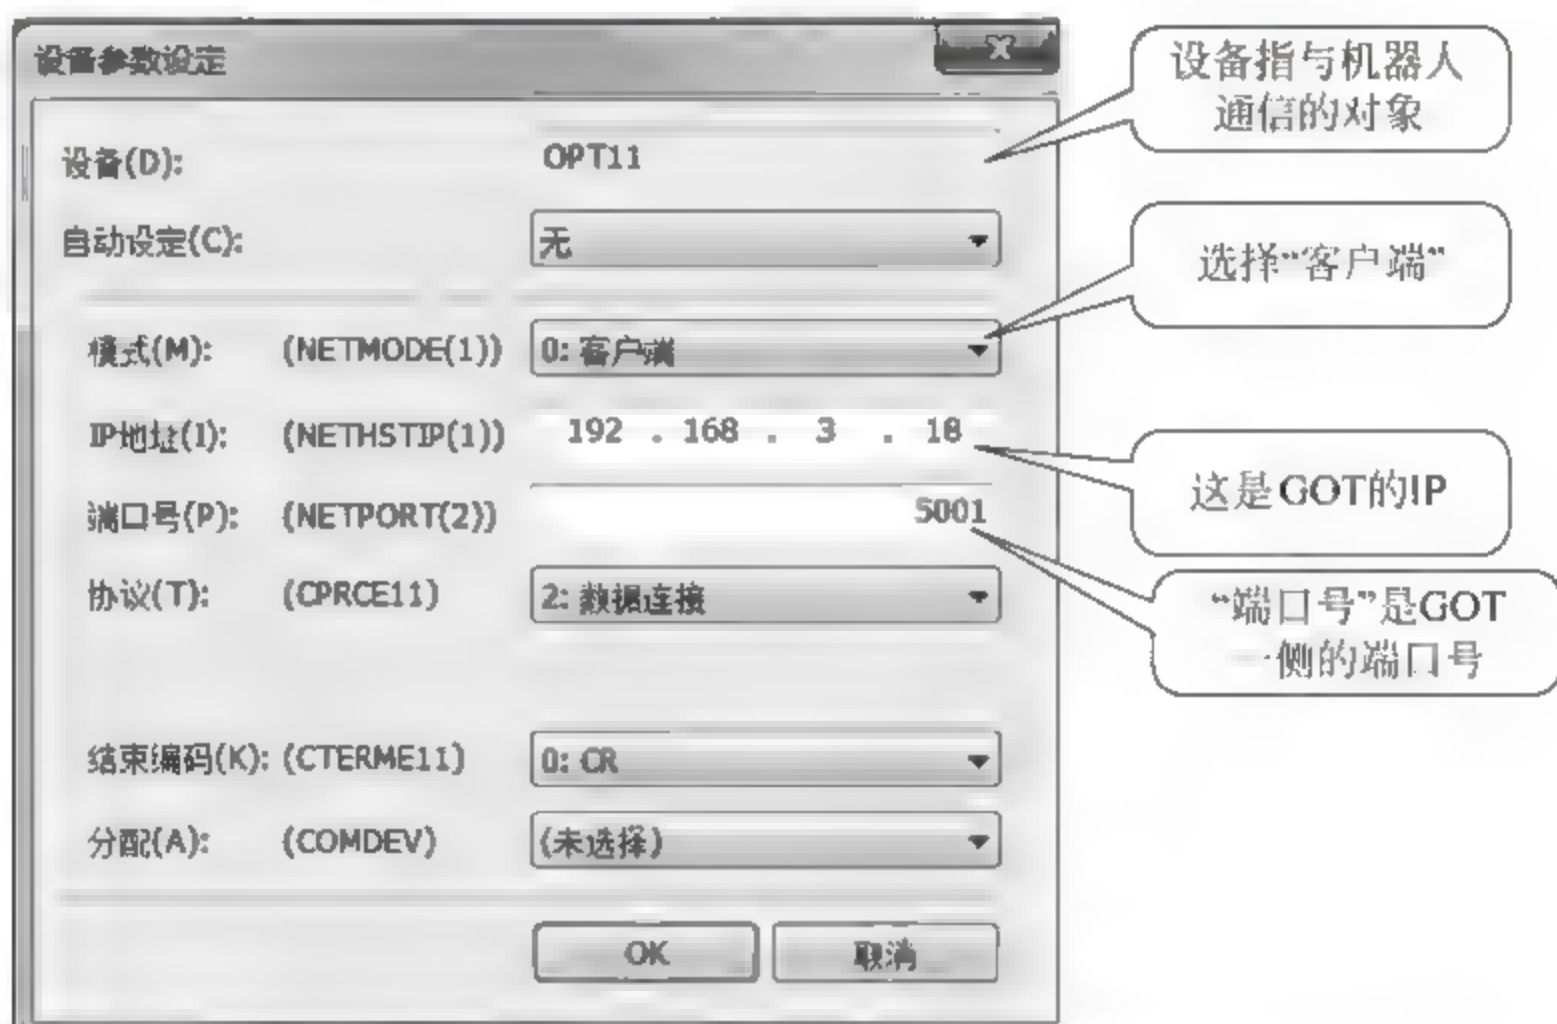 设备参数设定
设备指与机器人
通信的对象
设备(D): OPT11
自动设定(C): 无
选择“客户端”
模式(M): (NETMODE(1)) 0: 客户端
IP地址(I): (NETHSTIP(1)) 192 . 168 . 3 . 18
这是GOT的IP
端口号(P): (NETPORT(2)) 5001
“端口号”是GOT
一侧的端口号
协议(T): (CPRCE11) 2: 数据连接
结束编码(K): (CTERME11) 0: CR
分配(A): (COMDEV) (未选择)
OK 取消